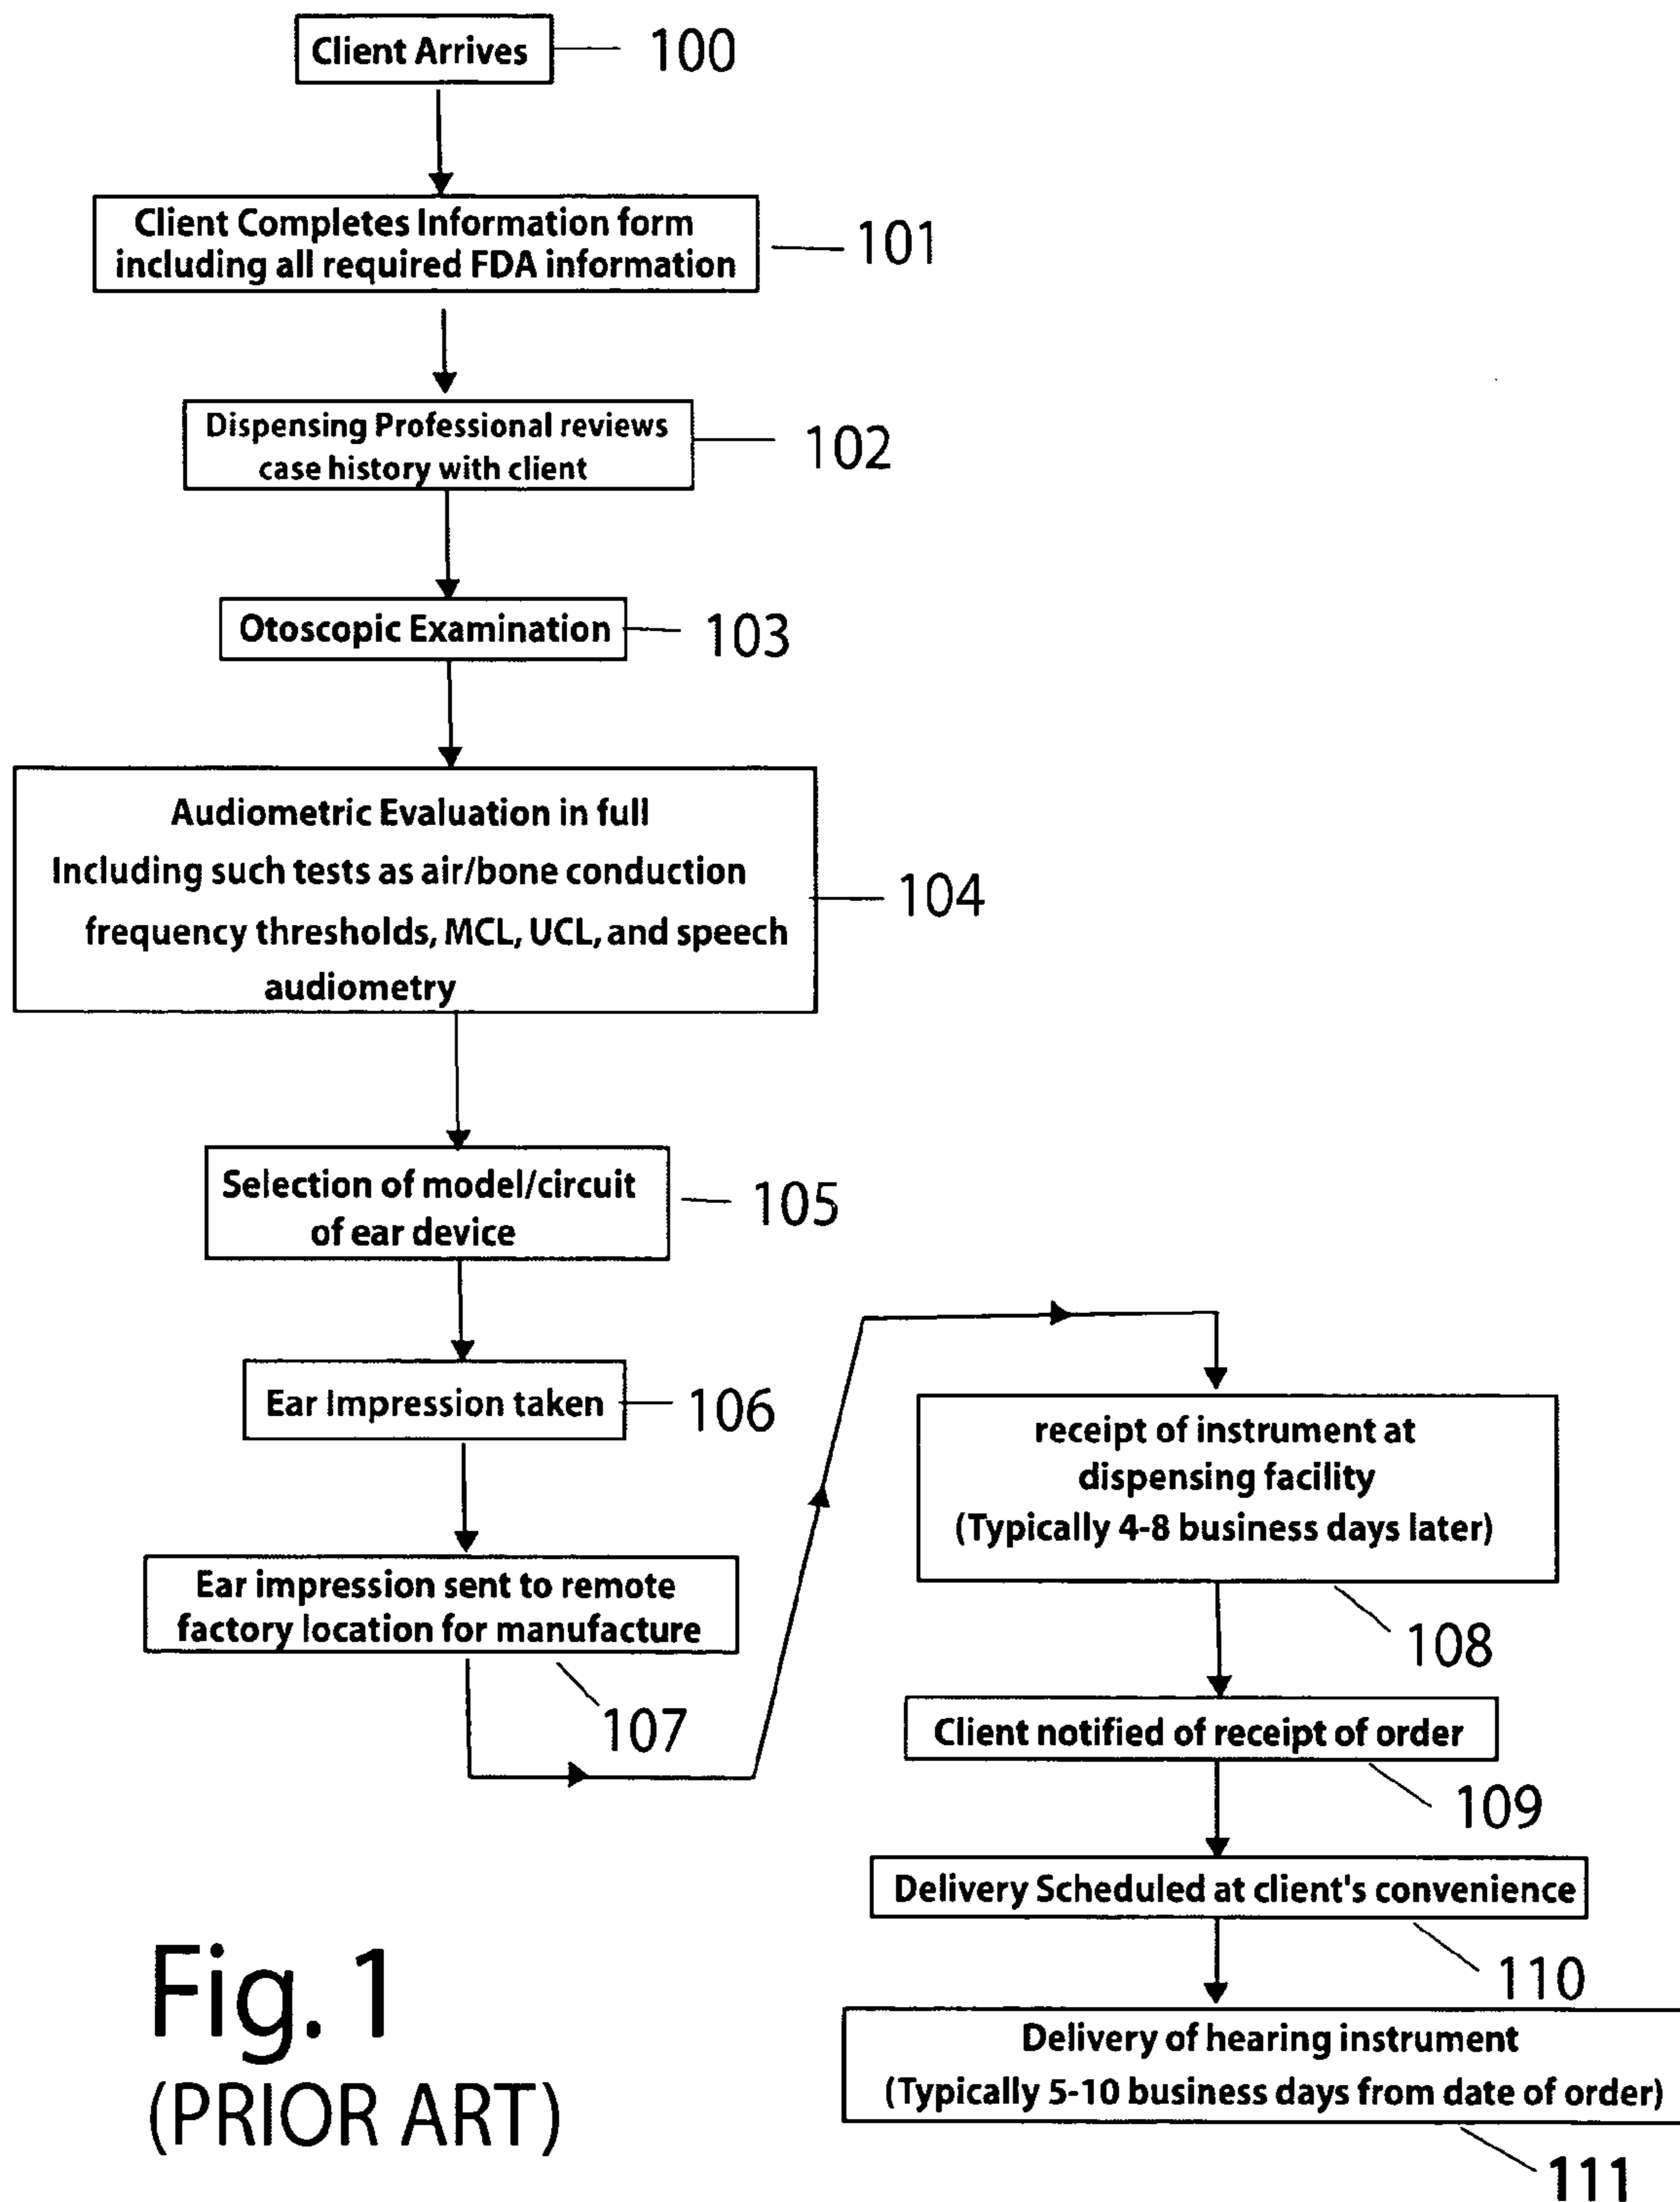 Client Arrives
100
Client Completes Information form
including all required FDA information
101
Dispensing Professional reviews
case history with client
102
Otoscopic Examination
103
Audiometric Evaluation in full
Including such tests as air/bone conduction
frequency thresholds, MCL, UCL, and speech
audiometry
104
Selection of model/circuit
of ear device
105
Ear Impression taken
106
Ear impression sent to remote
factory location for manufacture
107
receipt of instrument at
dispensing facility
(Typically 4-8 business days later)
108
Client notified of receipt of order
109
Delivery Scheduled at client's convenience
110
Delivery of hearing instrument
(Typically 5-10 business days from date of order)
111
Fig. 1
(PRIOR ART)